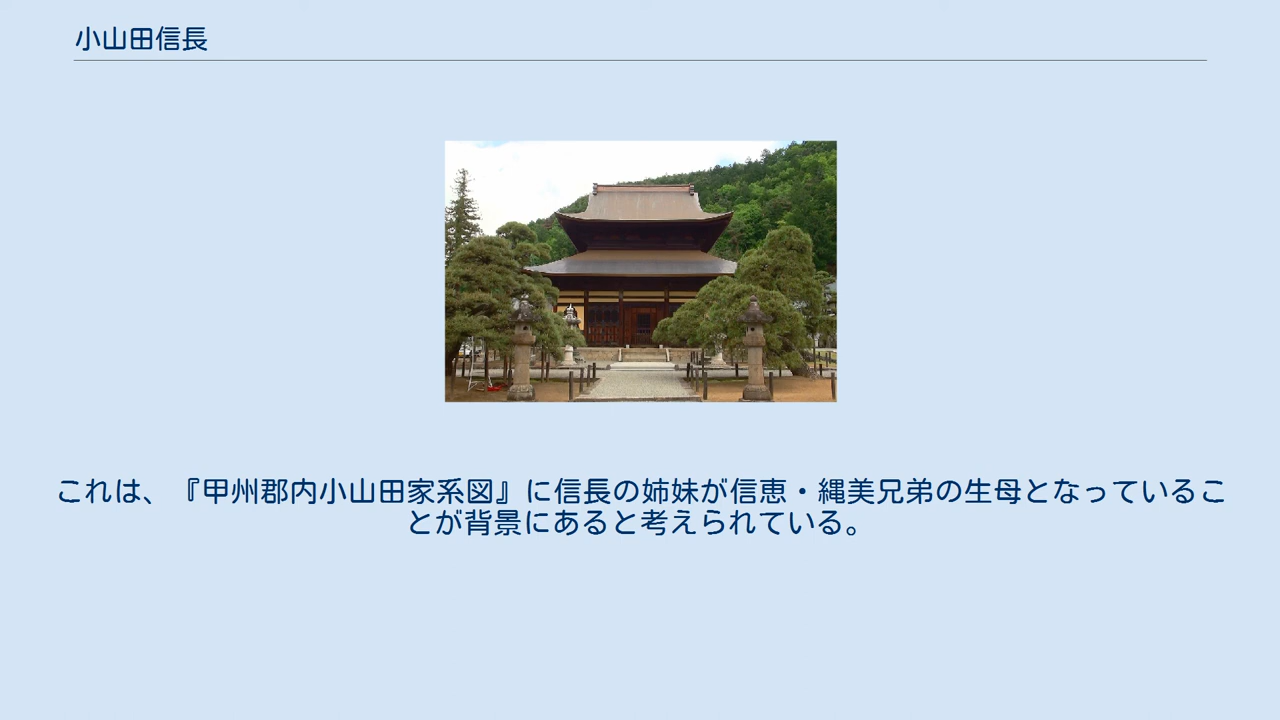 小山田信長
これは、『甲州郡内小山田家系図』に信長の姉妹が信恵・縄美兄弟の生母となっているこ
とが背景にあると考えられている。